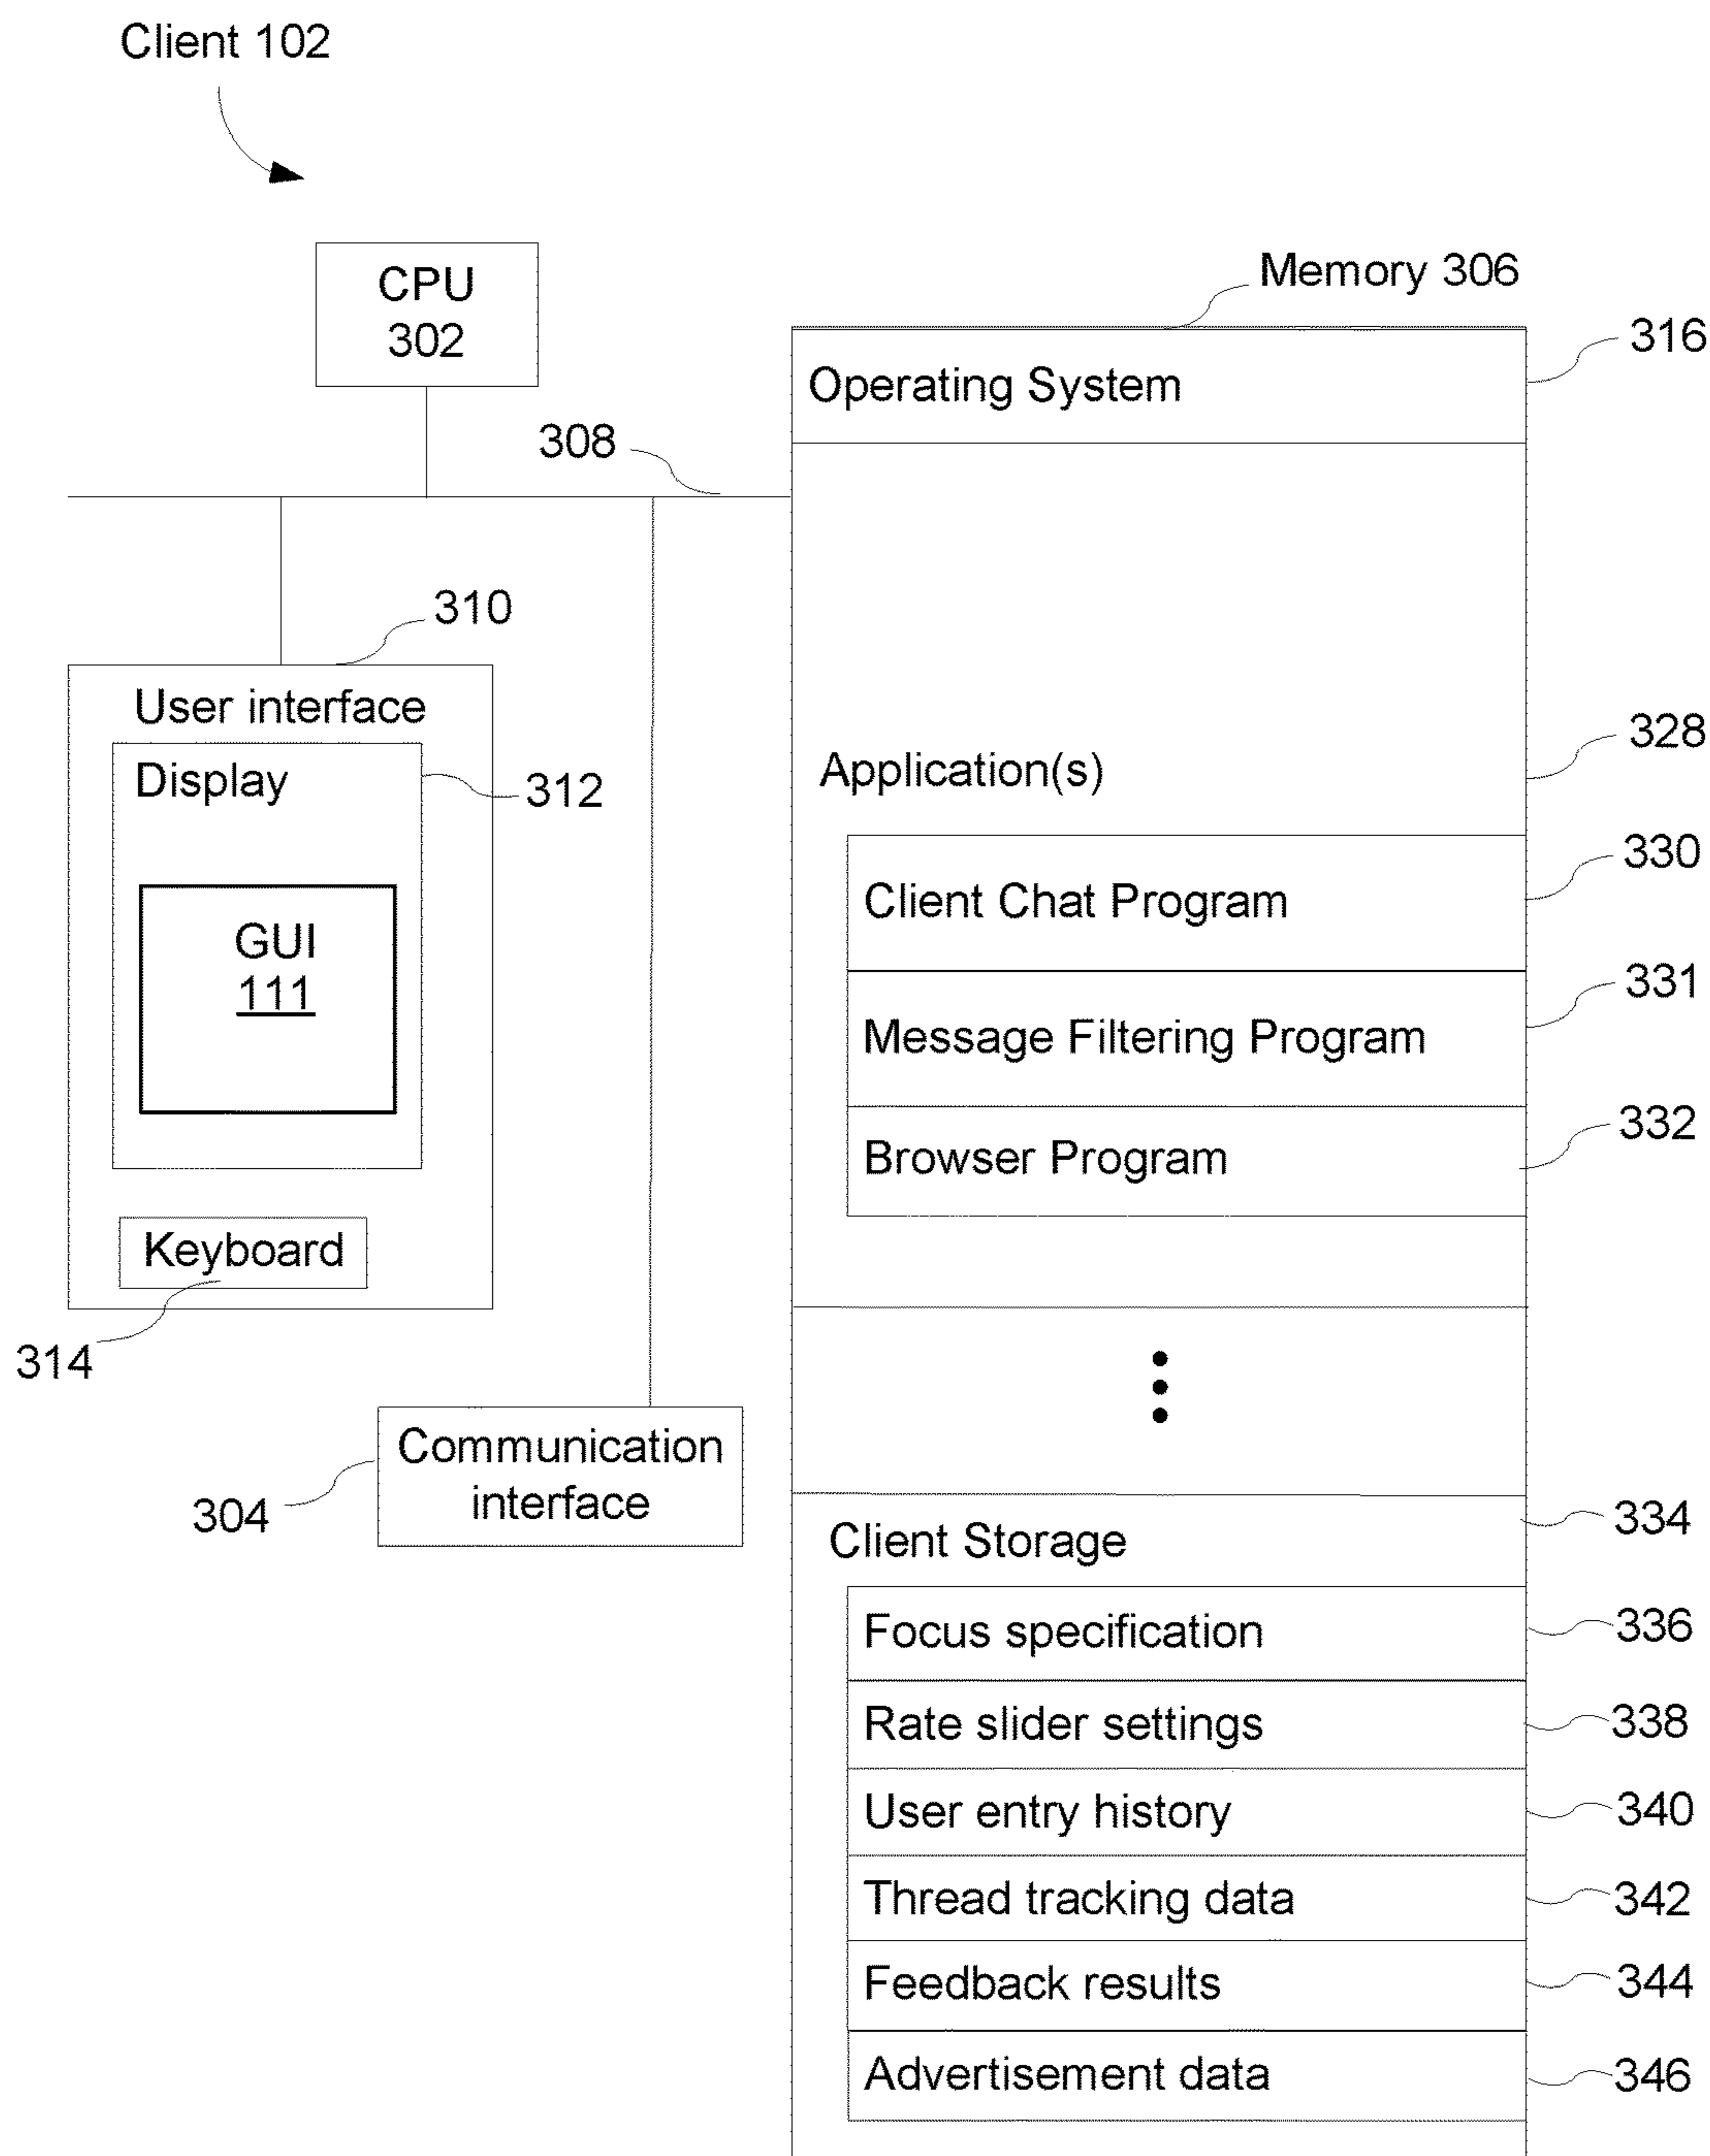 Client 102
CPU
302
Memory 306
316
Operating System
308
310
User interface
328
Display
312
Application(s)
330
Client Chat Program
GUI
111
331
Message Filtering Program
332
Browser Program
Keyboard
314
Communication
interface
304
334
Client Storage
Focus specification
336
Rate slider settings
338
User entry history
340
Thread tracking data
342
Feedback results
344
Advertisement data
346